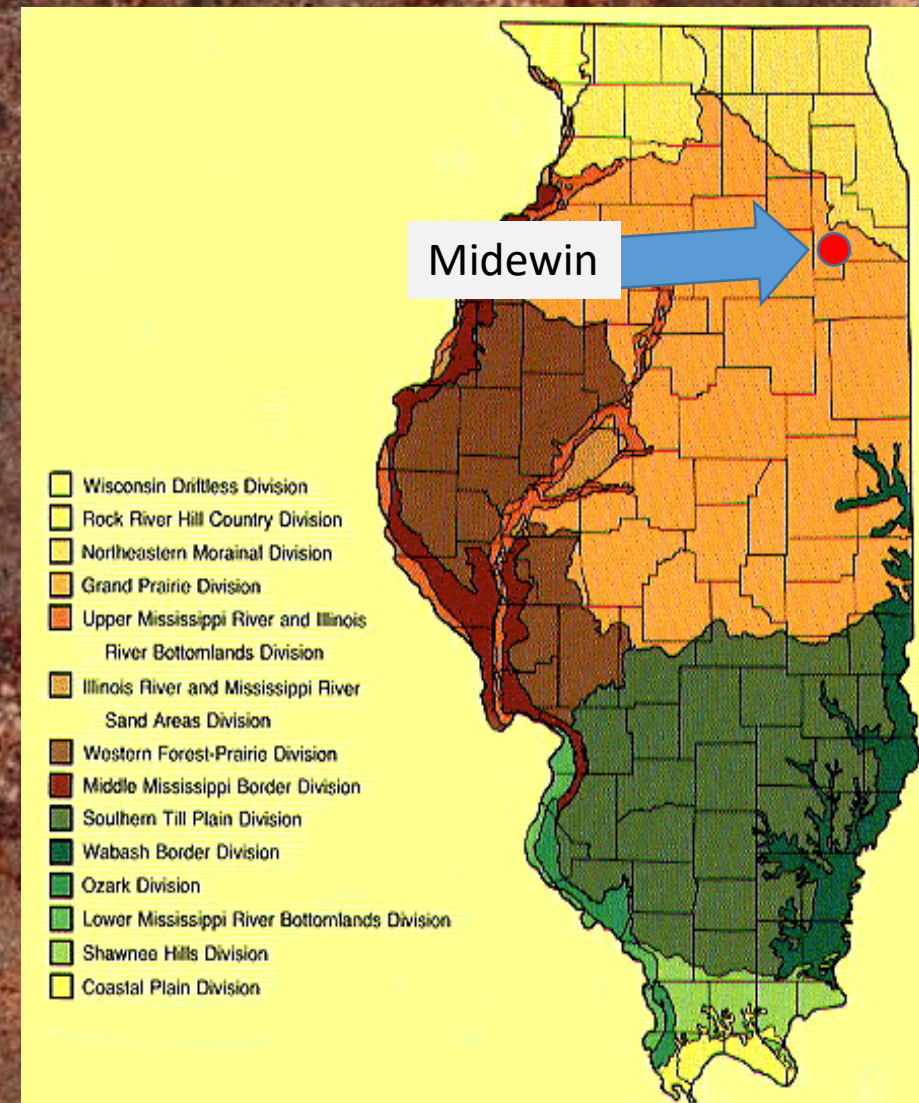 Midewin
Wisconsin Driftless Division
Rock River Hill Country Division
Northeastern Morainal Division
Grand Prairie Division
Upper Mississippi River and Illinois
River Bottomlands Division
Illinois River and Mississippi River
Sand Areas Division
Western Forest-Prairie Division
Middle Mississippi Border Division
Southern Till Plain Division
Wabash Border Division
Ozark Division
Lower Mississippi River Bottomlands Division
Shawnee Hills Division
Coastal Plain Division